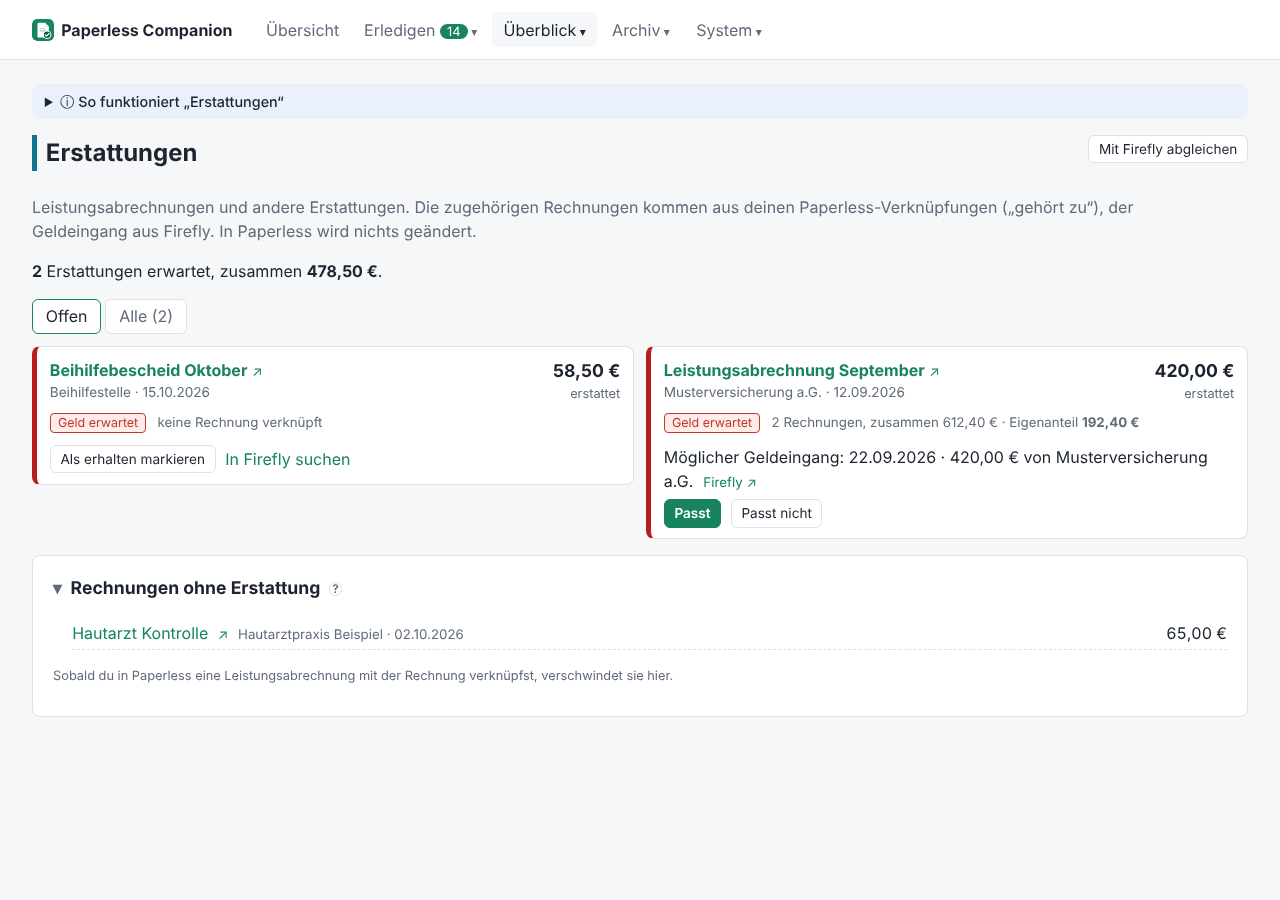 Paperless Companion
Übersicht
Erledigen 14 ▾
Überblick ▾
Archiv ▾
System ▾
▶ ⓘ So funktioniert „Erstattungen“
Erstattungen
Mit Firefly abgleichen
Leistungsabrechnungen und andere Erstattungen. Die zugehörigen Rechnungen kommen aus deinen Paperless-Verknüpfungen („gehört zu“), der
Geldeingang aus Firefly. In Paperless wird nichts geändert.
2 Erstattungen erwartet, zusammen 478,50 €.
Offen
Alle (2)
Beihilfebescheid Oktober ↗
58,50 €
Beihilfestelle · 15.10.2026
erstattet
Geld erwartet
keine Rechnung verknüpft
Als erhalten markieren
In Firefly suchen
Leistungsabrechnung September ↗
420,00 €
Musterversicherung a.G. · 12.09.2026
erstattet
Geld erwartet
2 Rechnungen, zusammen 612,40 € · Eigenanteil 192,40 €
Möglicher Geldeingang: 22.09.2026 · 420,00 € von Musterversicherung
a.G. Firefly ↗
Passt
Passt nicht
▼ Rechnungen ohne Erstattung ?
Hautarzt Kontrolle ↗ Hautarztpraxis Beispiel · 02.10.2026
65,00 €
Sobald du in Paperless eine Leistungsabrechnung mit der Rechnung verknüpfst, verschwindet sie hier.